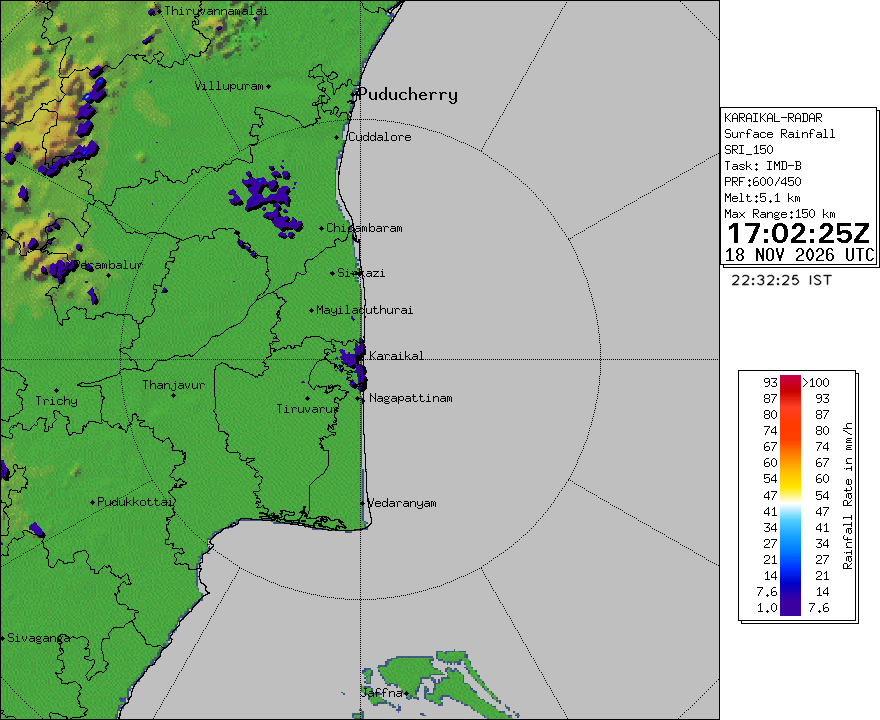 Thiruvannamalai
Villupuram
Puducherry
Cuddalore
Chidambaram
Perambalur
Sirkazi
Mayiladuthurai
Karaikal
Thanjavur
Trichy
Tiruvarur
Nagapattinam
Pudukkottai
Vedaranyam
Sivaganga
Jaffna
KARAIKAL-RADAR
Surface Rainfall
SRI_150
Task: IMD-B
PRF:600/450
Melt:5.1 km
Max Range:150 km
17:02:25Z
18 NOV 2026 UTC
22:32:25 IST
93 >100
87 93
80 87
74 80
67 74
60 67
54 60
47 54
41 47
34 41
27 34
21 27
14 21
7.6 14
1.0 7.6
Rainfall Rate in mm/h